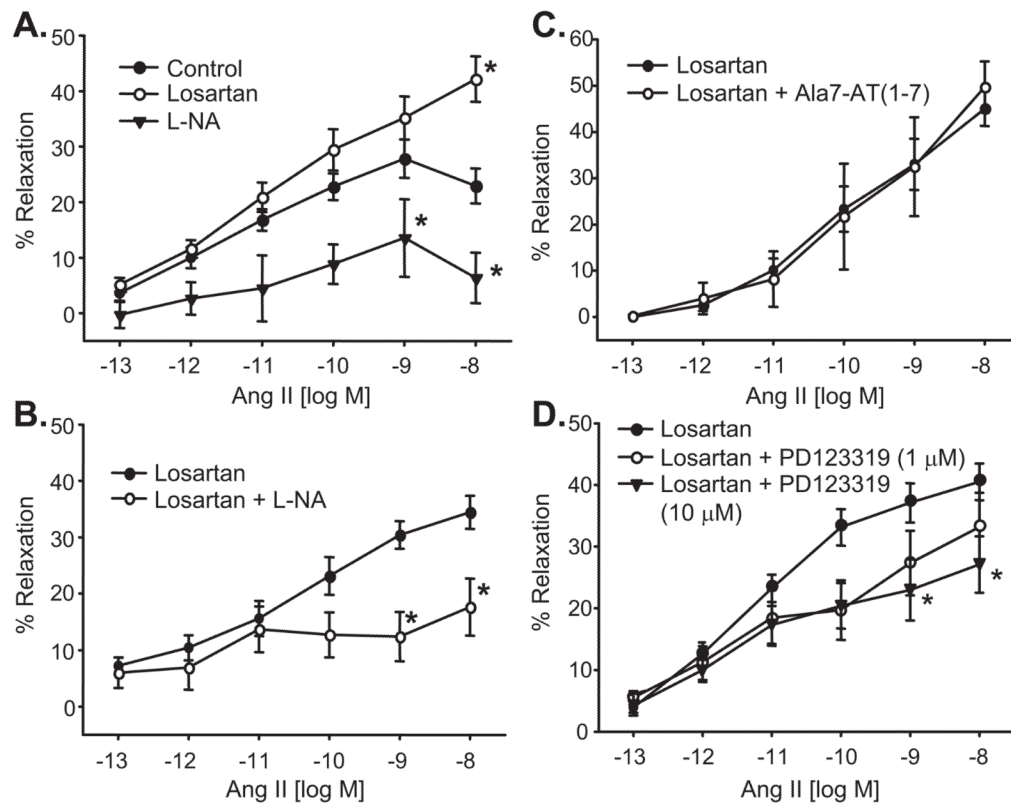 A.
50
40
30
20
10
0
% Relaxation
Control
Losartan
L-NA
*
*
*
-13 -12 -11 -10 -9 -8
Ang II [log M]
B.
50
40
30
20
10
0
% Relaxation
Losartan
Losartan + L-NA
*
*
-13 -12 -11 -10 -9 -8
Ang II [log M]
C.
60
50
40
30
20
10
0
% Relaxation
Losartan
Losartan + Ala7-AT(1-7)
-13 -12 -11 -10 -9 -8
Ang II [log M]
D.
50
40
30
20
10
0
% Relaxation
Losartan
Losartan + PD123319 (1 μM)
Losartan + PD123319
(10 μM)
*
*
-13 -12 -11 -10 -9 -8
Ang II [log M]